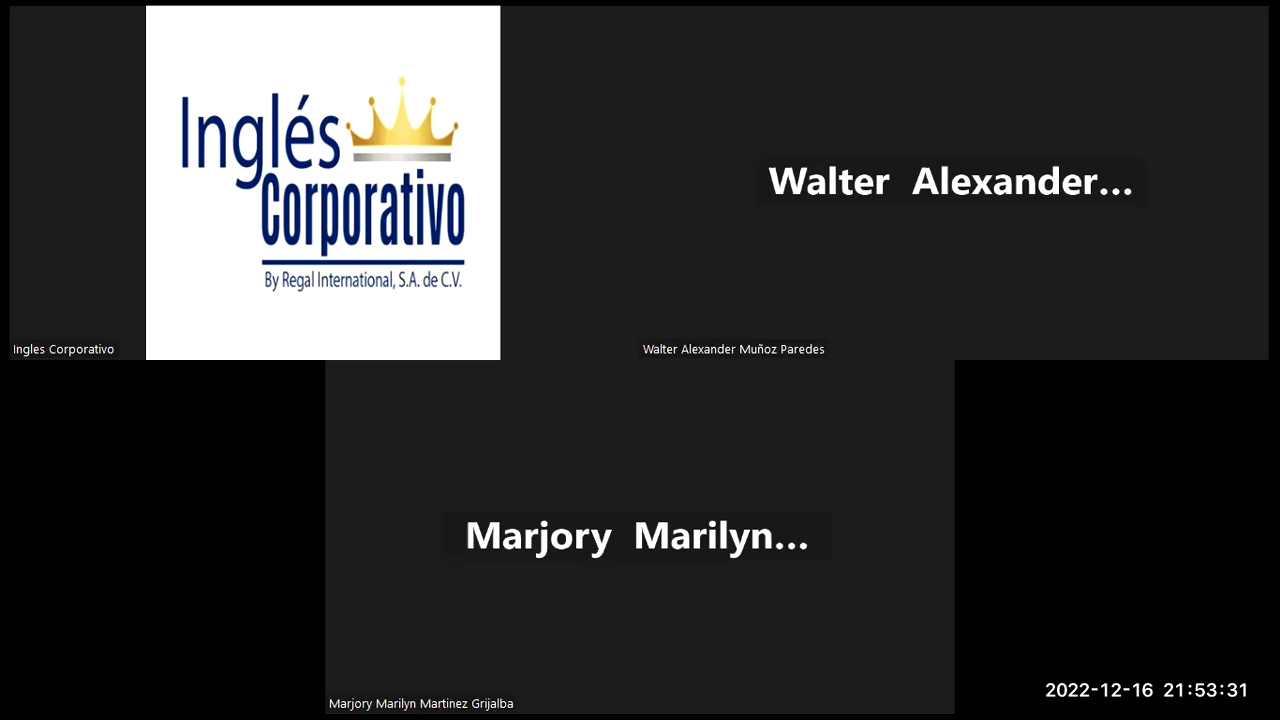 Inglés
Corporativo
By Regal International, S.A. de C.V.
Ingles Corporativo
Walter Alexander...
Walter Alexander Muñoz Paredes
Marjory Marilyn...
Marjory Marilyn Martinez Grijalba
2022-12-16 21:53:31